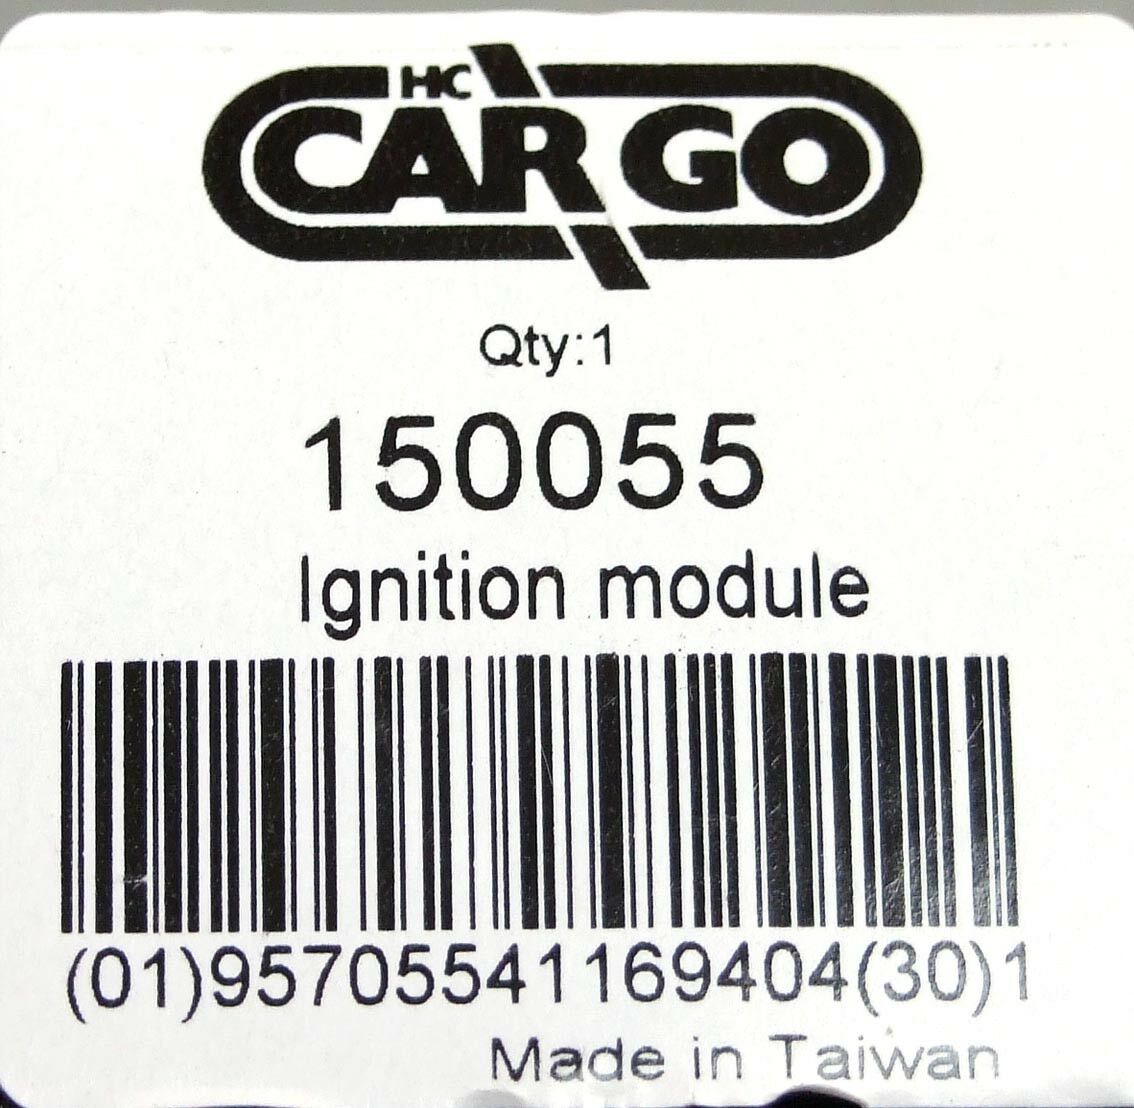 HC
CARGO
Qty:1
150055
Ignition module
(01)95705541169404(30)1
Made in Taiwan